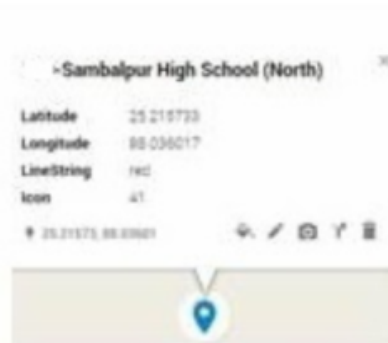 -Sambalpur High School (North)
Latitude 25.215733
Longitude 88.036017
LineString red
Icon 41
25.21573, 88.03601